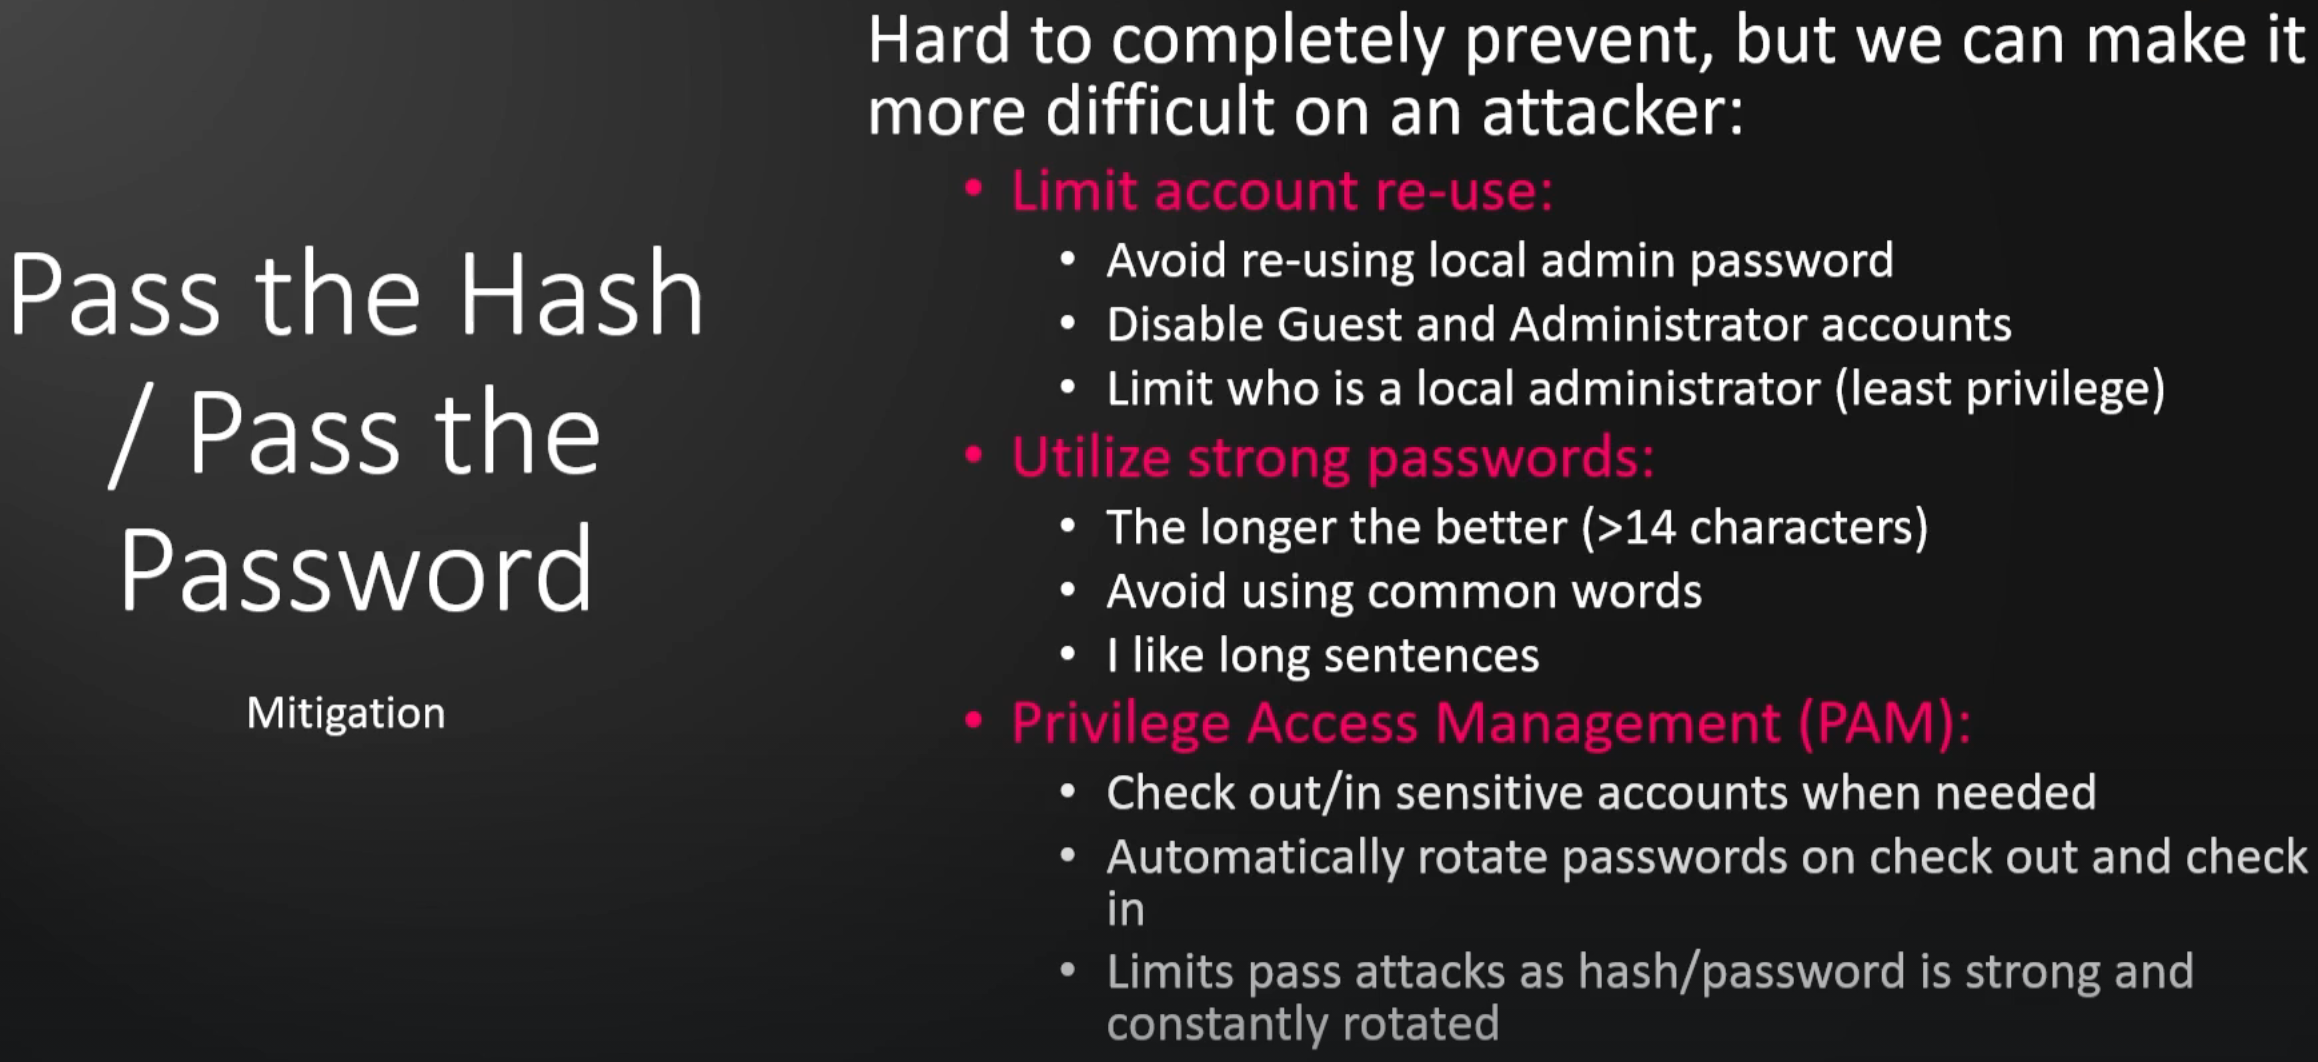 Pass the Hash
/ Pass the
Password
Mitigation
Hard to completely prevent, but we can make it
more difficult on an attacker:
• Limit account re-use:
• Avoid re-using local admin password
• Disable Guest and Administrator accounts
• Limit who is a local administrator (least privilege)
• Utilize strong passwords:
• The longer the better (>14 characters)
• Avoid using common words
• I like long sentences
• Privilege Access Management (PAM):
• Check out/in sensitive accounts when needed
• Automatically rotate passwords on check out and check
in
• Limits pass attacks as hash/password is strong and
constantly rotated